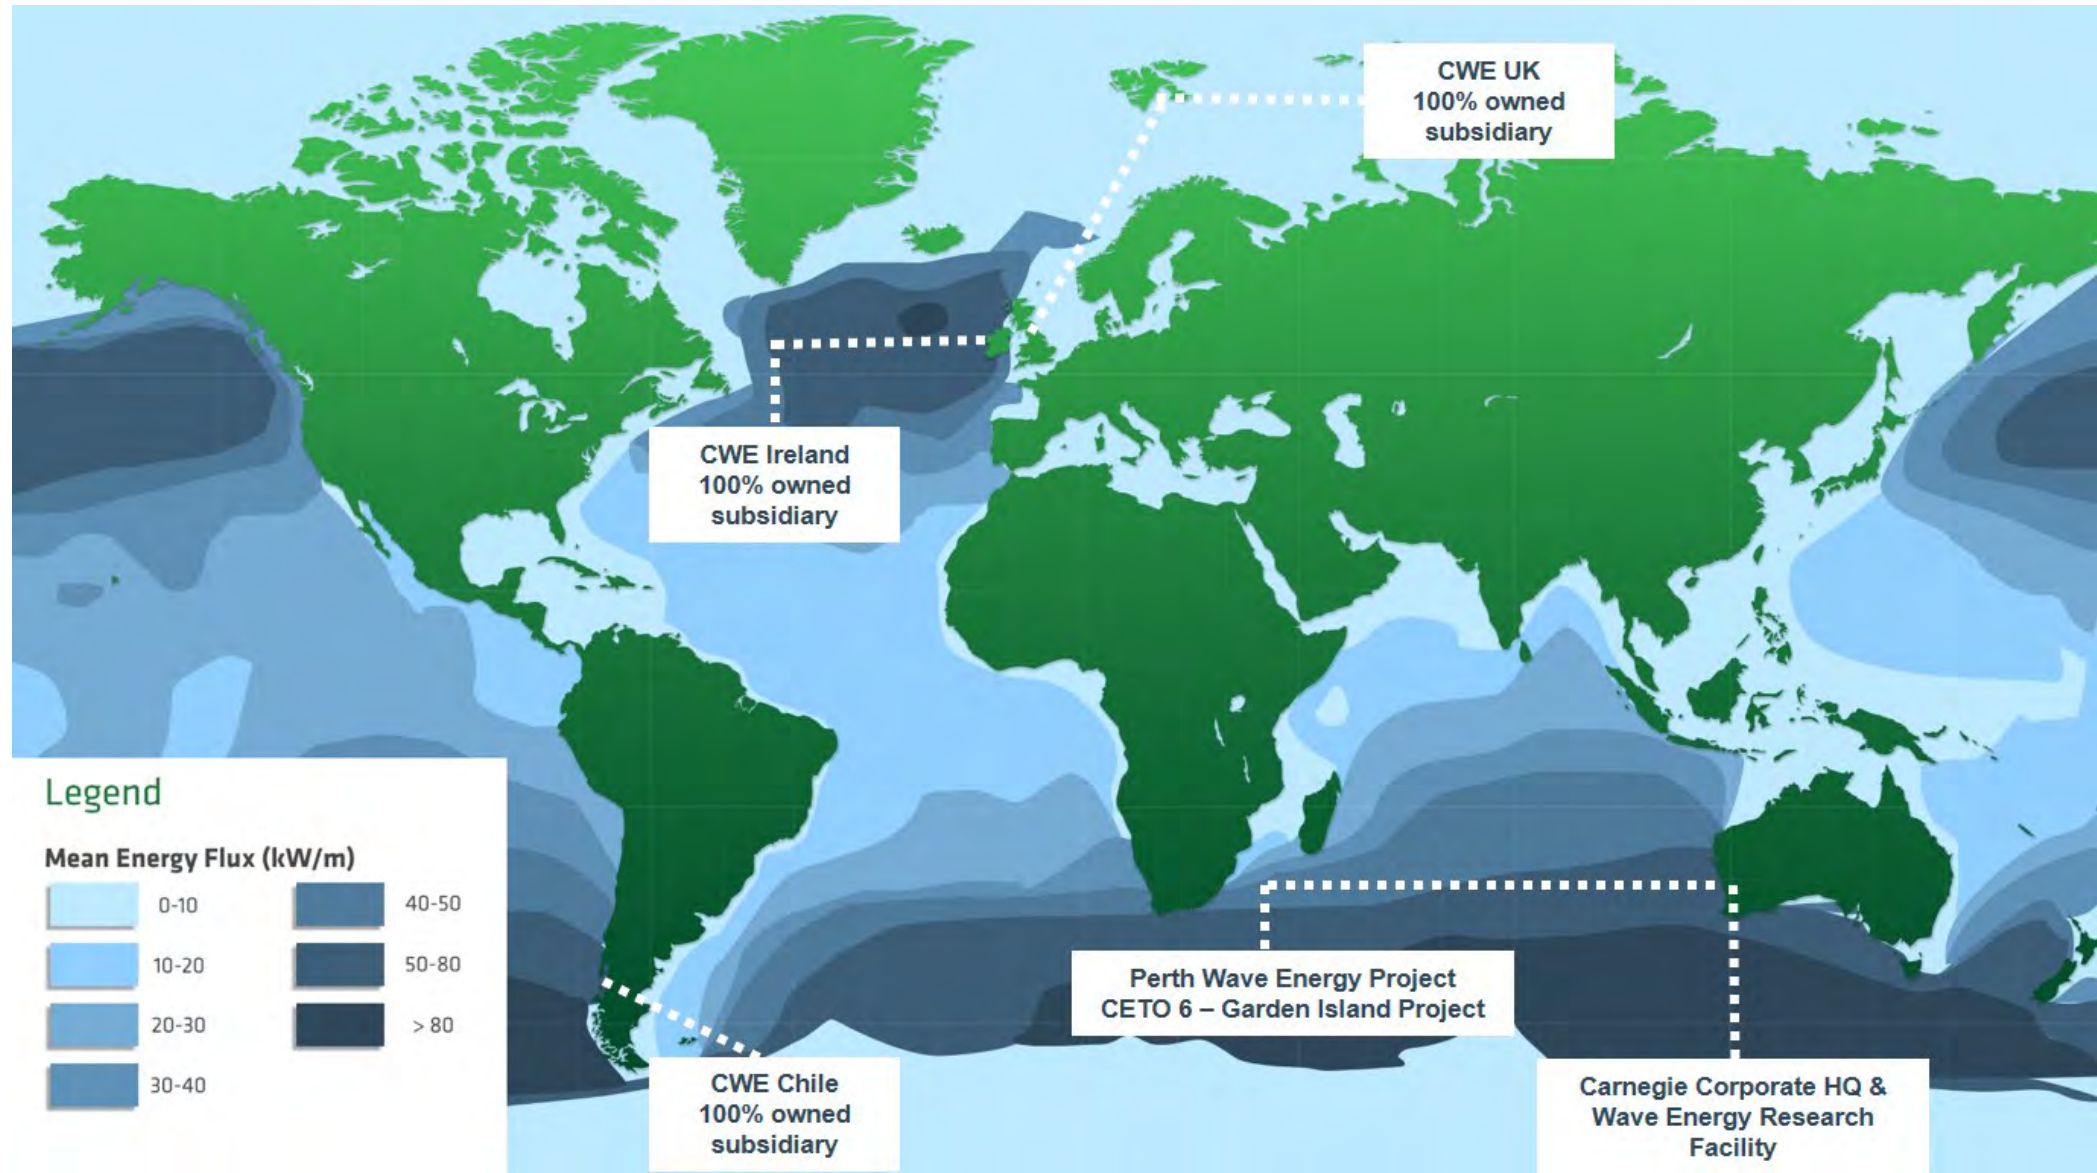 CWE UK
100% owned
subsidiary
CWE Ireland
100% owned
subsidiary
Legend
Mean Energy Flux (kW/m)
0-10
10-20
20-30
30-40
40-50
50-80
> 80
Perth Wave Energy Project
CETO 6 – Garden Island Project
CWE Chile
100% owned
subsidiary
Carnegie Corporate HQ &
Wave Energy Research
Facility